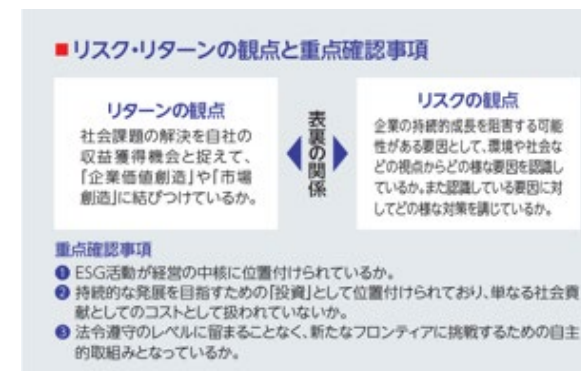 ■リスク・リターンの観点と重点確認事項
リターンの観点
社会課題の解決を自社の
収益獲得機会と捉えて、
「企業価値創造」や「市場
創造」に結びつけているか。
表裏の関係
リスクの観点
企業の持続的成長を阻害する可能
性がある要因として、環境や社会な
どの視点からどの様な要因を認識し
ているか。また認識している要因に対
してどの様な対策を講じているか。
重点確認事項
❶ ESG活動が経営の中核に位置付けられているか。
❷ 持続的な発展を目指すための「投資」として位置付けられており、単なる社会貢
献としてのコストとして扱われていないか。
❸ 法令遵守のレベルに留まることなく、新たなフロンティアに挑戦するための自主
的取組みとなっているか。